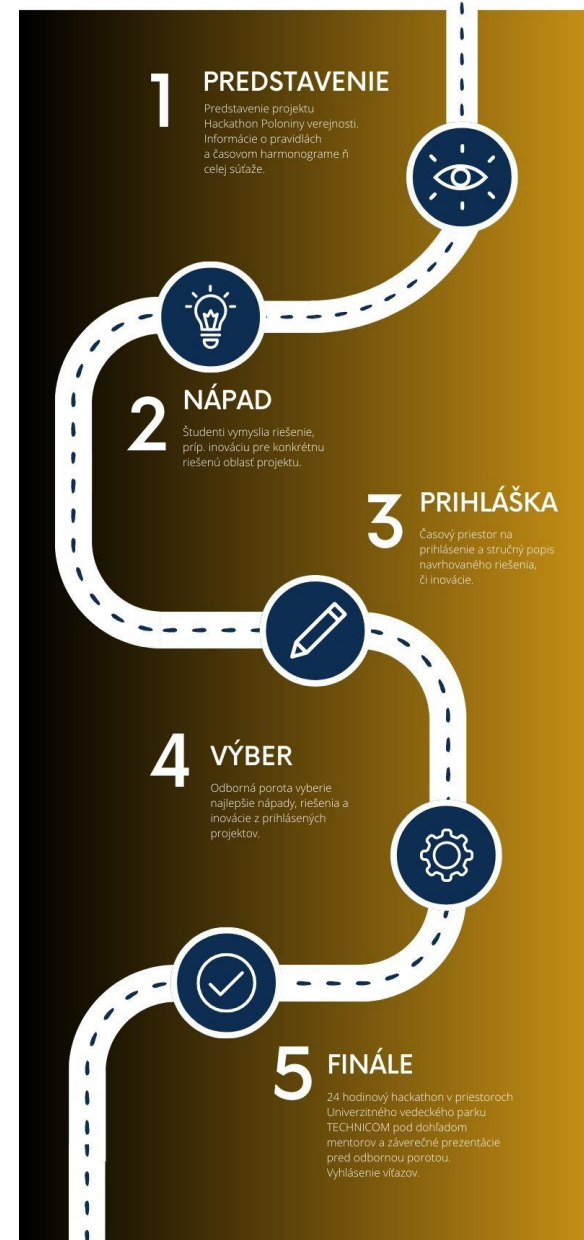 1
PREDSTAVENIE
Predstavenie projektu
Hackathon Poloniny verejnosti.
Informácie o pravidlách
a časovom harmonograme ň
celej súťaže.
2
NÁPAD
Študenti vymyslia riešenie,
príp. inováciu pre konkrétnu
riešenú oblasť projektu.
3
PRIHLÁŠKA
Časový priestor na
prihlásenie a stručný popis
navrhovaného riešenia,
či inovácie.
4
VÝBER
Odborná porota vyberie
najlepšie nápady, riešenia a
inovácie z prihlásených
projektov.
5
FINÁLE
24 hodinový hackathon v priestoroch
Univerzitného vedeckého parku
TECHNICOM pod dohľadom
mentorov a záverečné prezentácie
pred odbornou porotou.
Vyhlásenie víťazov.